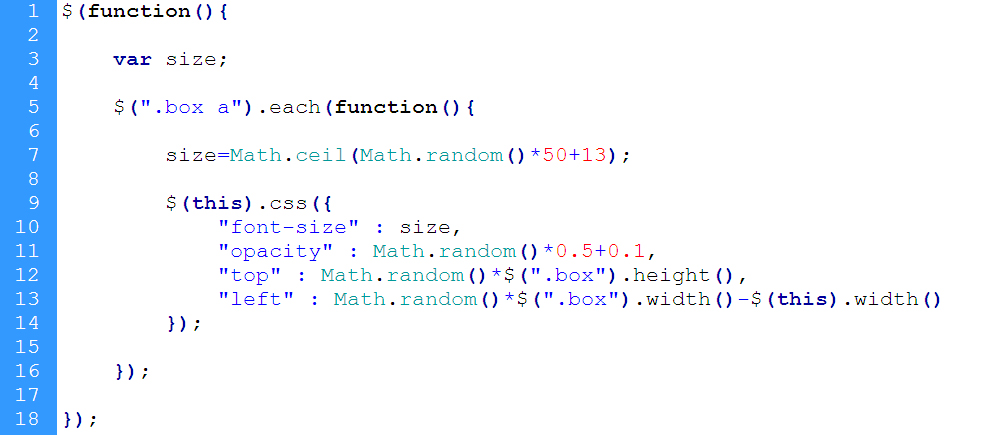 1 $(function(){
2
3     var size;
4
5     $(".box a").each(function(){
6
7         size=Math.ceil(Math.random()*50+13);
8
9         $(this).css({
10             "font-size" : size,
11             "opacity" : Math.random()*0.5+0.1,
12             "top" : Math.random()*$(".box").height(),
13             "left" : Math.random()*$(".box").width()-$(this).width()
14         });
15
16     });
17
18 });